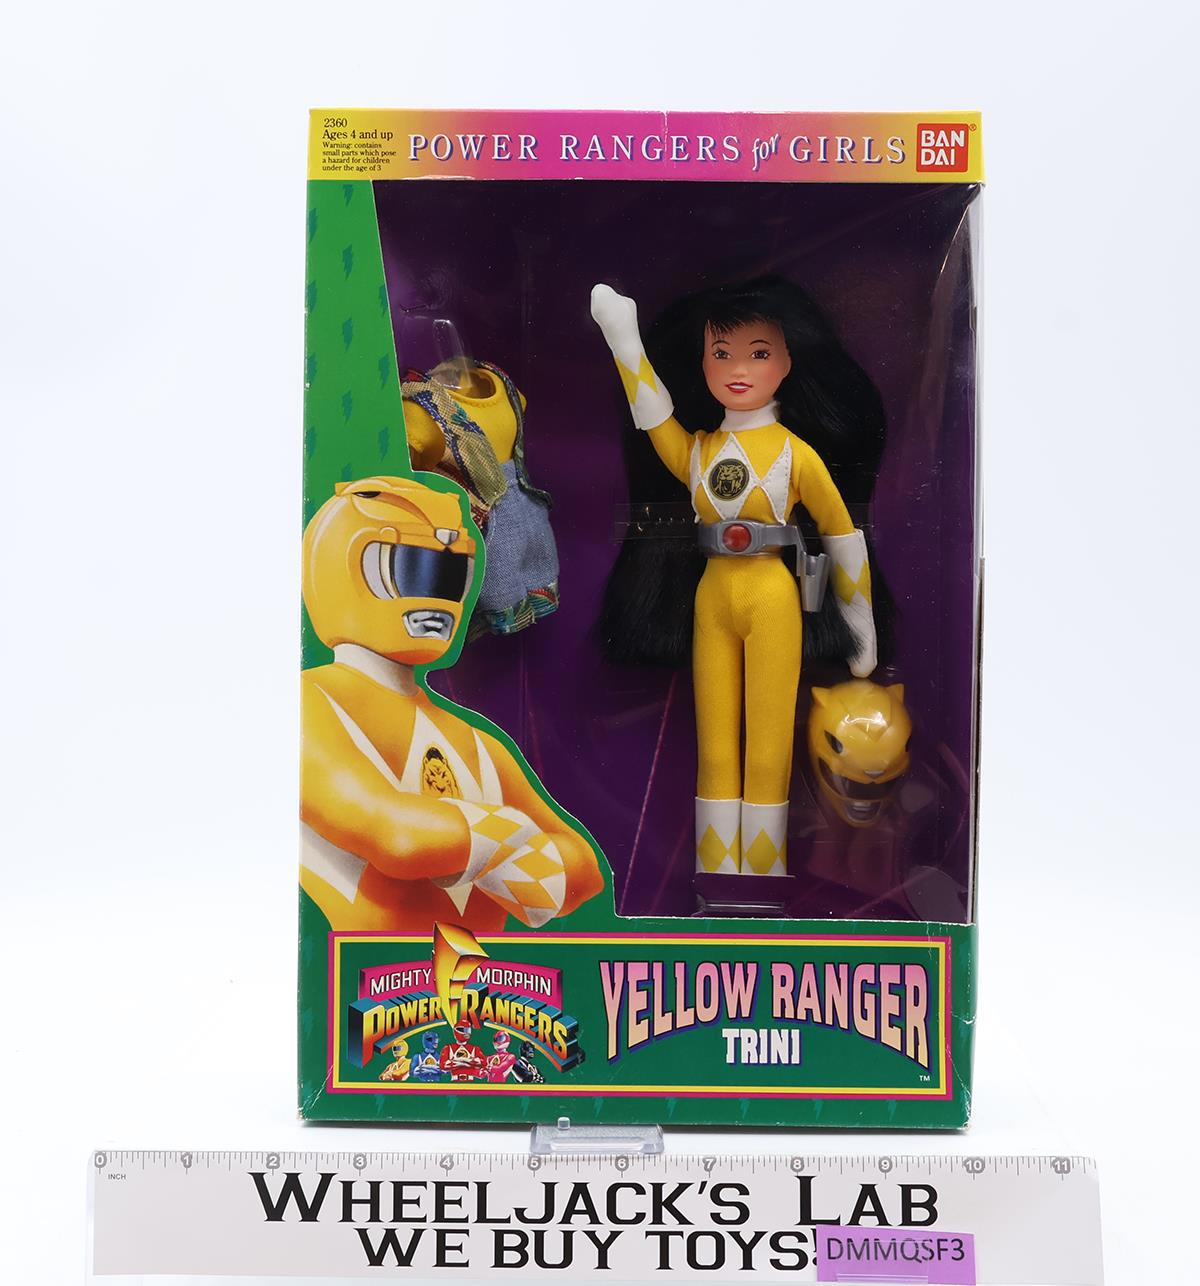 2360
Ages 4 and up
Warning: contains
small parts which pose
a hazard for children
under the age of 3
POWER RANGERS for GIRLS
BAN
DAI
®
MIGHTY MORPHIN
POWER RANGERS
YELLOW RANGER
TRINI
TM
0 1 2 3 4 5 6 7 8 9 10 11
INCH
WHEELJACK'S LAB
WE BUY TOYS!
DMMQSF3